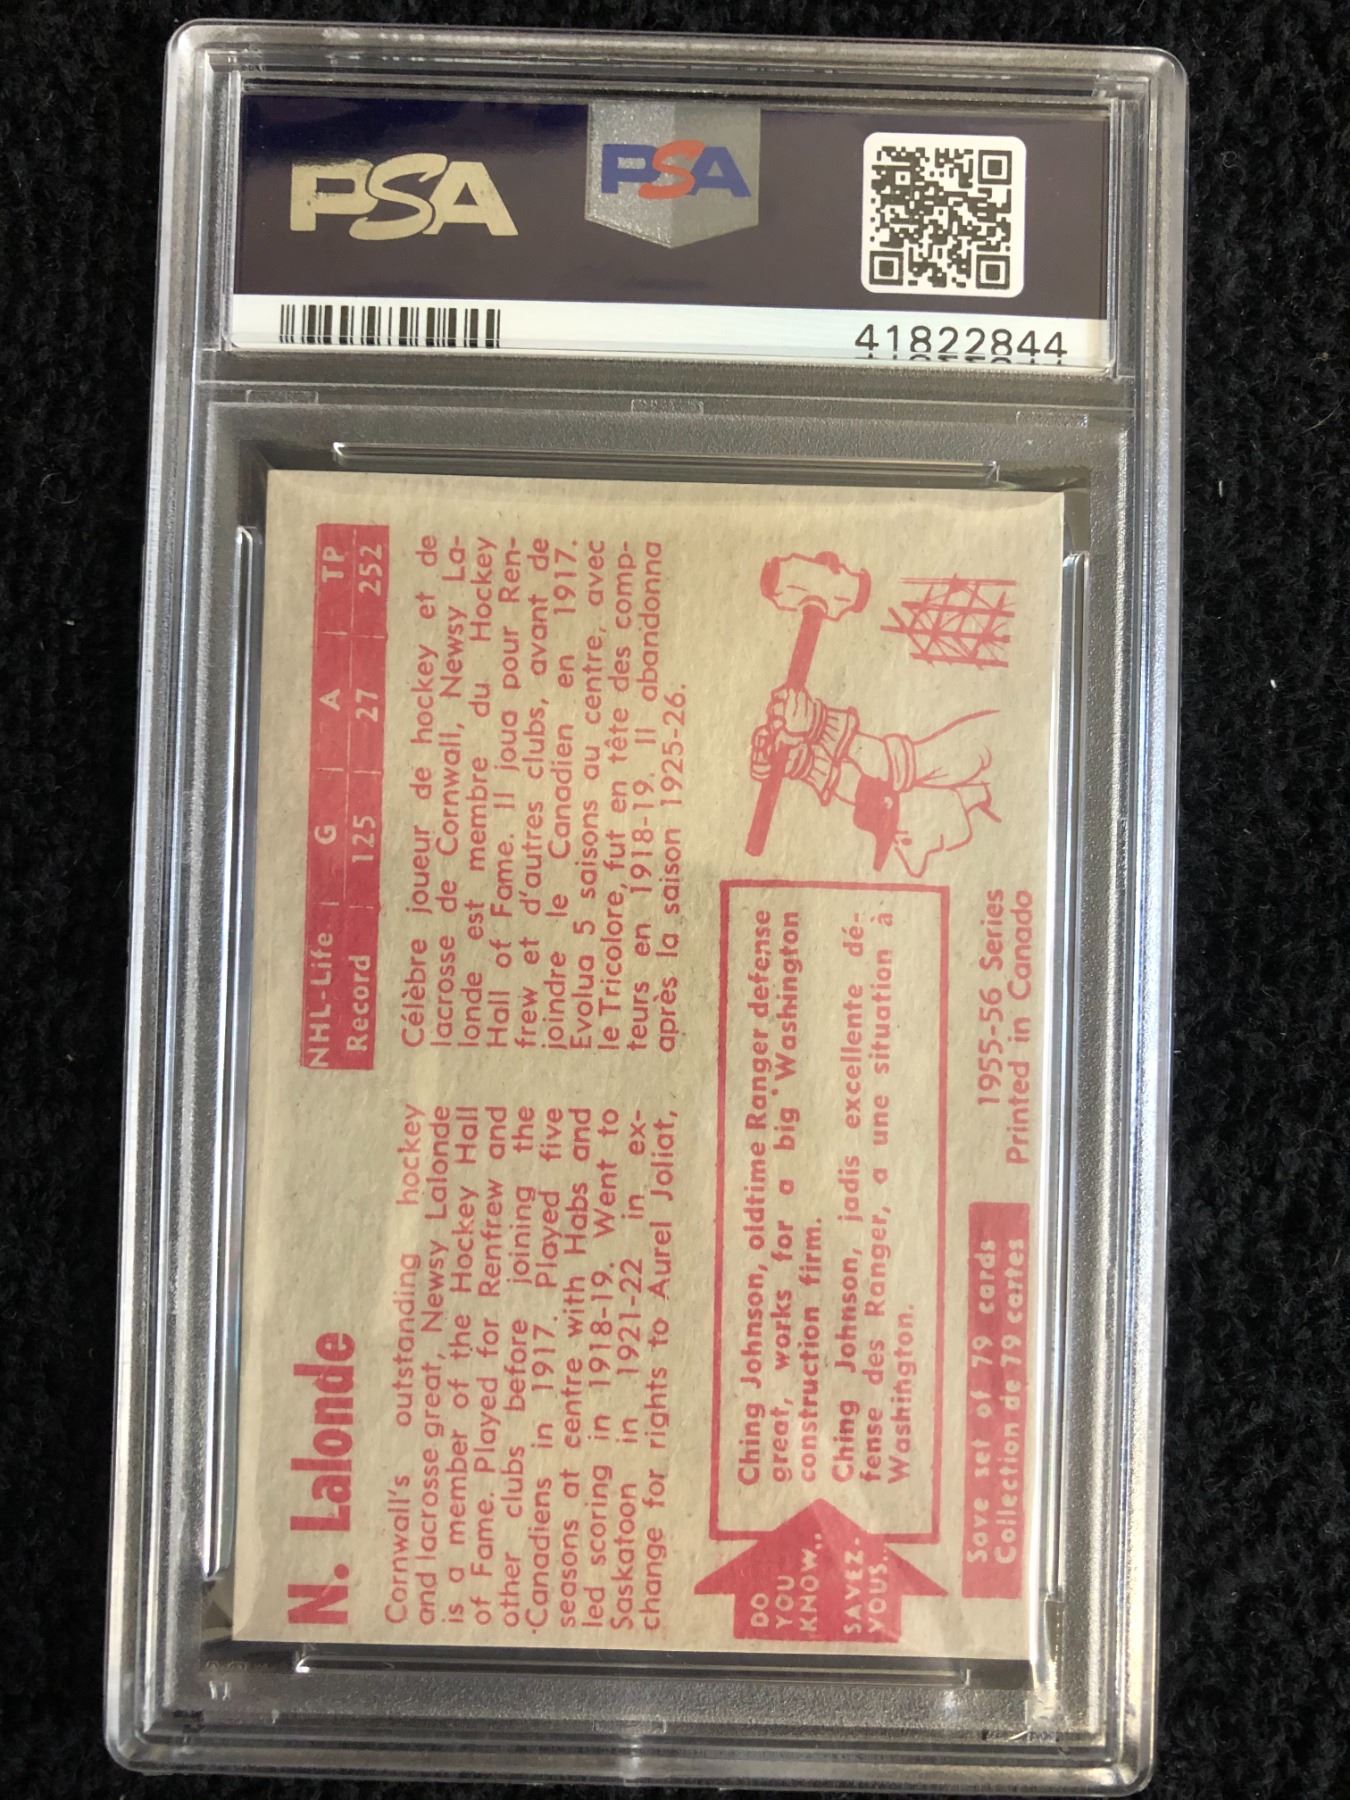 PSA
PSA
41822844
N. Lalonde
Cornwall's outstanding hockey
and lacrosse great, Newsy Lalonde
is a member of the Hockey Hall
of Fame. Played for Renfrew and
other clubs before joining the
Canadiens in 1917. Played five
seasons at centre with Habs and
led scoring in 1918-19. Went to
Saskatoon in 1921-22 in ex-
change for rights to Aurel Joliat,
NHL-Life G A TP
Record 125 27 252
Célèbre joueur de hockey et de
lacrosse de Cornwall, Newsy La-
londe est membre du Hockey
Hall of Fame. Il joua pour Ren-
frew et d'autres clubs, avant de
joindre le Canadien en 1917.
Evolua 5 saisons au centre, avec
le Tricolore, fut en tête des comp-
teurs en 1918-19. Il abandonna
après la saison 1925-26.
DO
YOU
KNOW..
SAVEZ-
VOUS..
Ching Johnson, oldtime Ranger defense
great, works for a big Washington
construction firm.
Ching Johnson, jadis excellente dé-
fense des Ranger, a une situation à
Washington.
Save set of 79 cards
Collection de 79 cartes
1955-56 Series
Printed in Canada